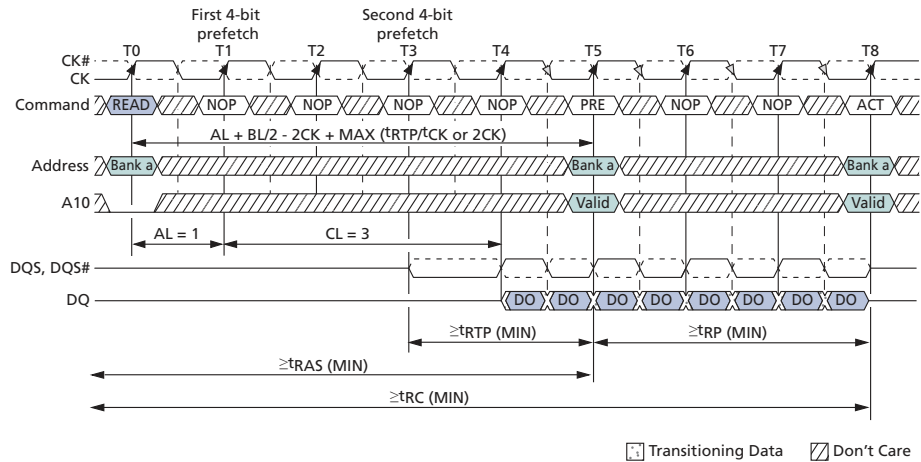 First 4-bit prefetch Second 4-bit prefetch
T0 T1 T2 T3 T4 T5 T6 T7 T8
CK#
CK
Command READ NOP NOP NOP NOP PRE NOP NOP ACT
AL + BL/2 - 2CK + MAX (tRTP/tCK or 2CK)
Address Bank a Bank a Bank a
A10 Valid Valid
AL = 1 CL = 3
DQS, DQS#
DQ DO DO DO DO DO DO DO DO
≥tRTP (MIN) ≥tRP (MIN)
≥tRAS (MIN)
≥tRC (MIN)
Transitioning Data Don't Care